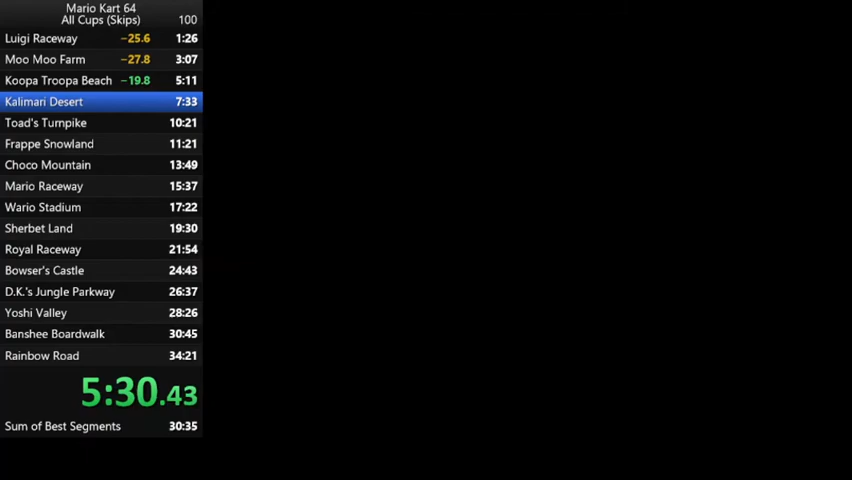 Mario Kart 64
All Cups (Skips) 100
Luigi Raceway −25.6 1:26
Moo Moo Farm −27.8 3:07
Koopa Troopa Beach −19.8 5:11
Kalimari Desert 7:33
Toad's Turnpike 10:21
Frappe Snowland 11:21
Choco Mountain 13:49
Mario Raceway 15:37
Wario Stadium 17:22
Sherbet Land 19:30
Royal Raceway 21:54
Bowser's Castle 24:43
D.K.'s Jungle Parkway 26:37
Yoshi Valley 28:26
Banshee Boardwalk 30:45
Rainbow Road 34:21
5:30.43
Sum of Best Segments 30:35